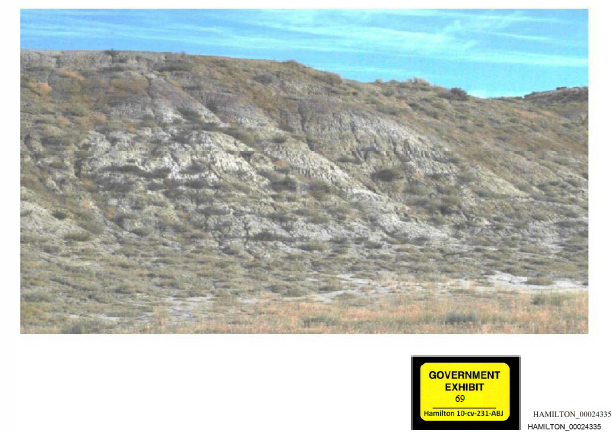 GOVERNMENT
EXHIBIT
69
Hamilton 10-cv-231-ABJ
HAMILTON_00024335
HAMILTON_00024335